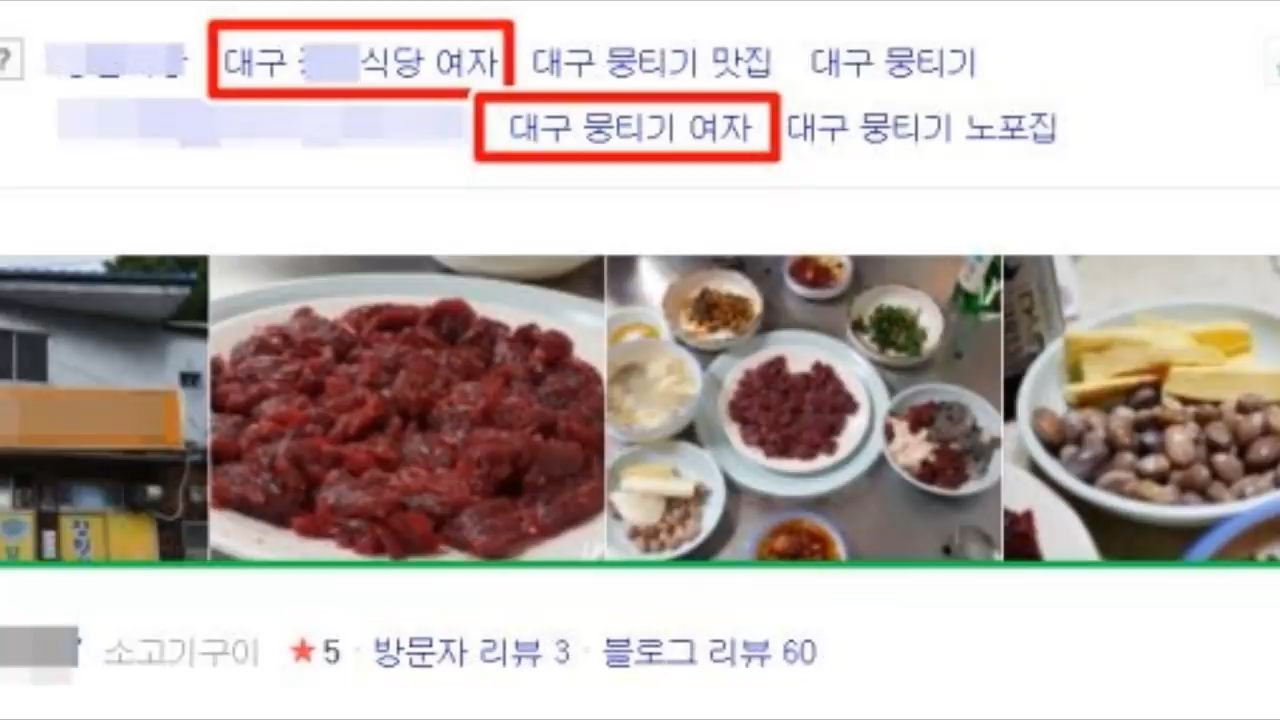 ?
대구 식당 여자 대구 뭉티기 맛집 대구 뭉티기
대구 뭉티기 여자 대구 뭉티기 노포집
소고기구이 ★5 · 방문자 리뷰 3 · 블로그 리뷰 60